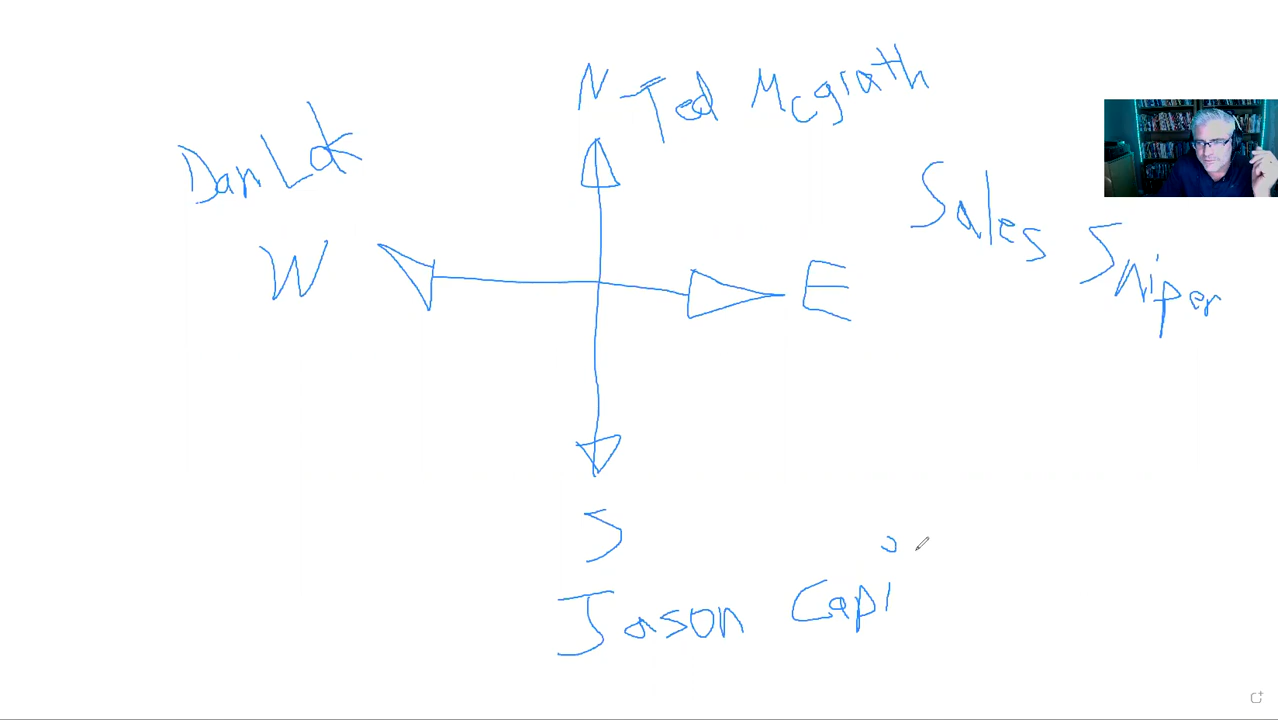 N Ted Mcgrath
Dan Lok
Sales Sniper
W
E
S
Jason Capi